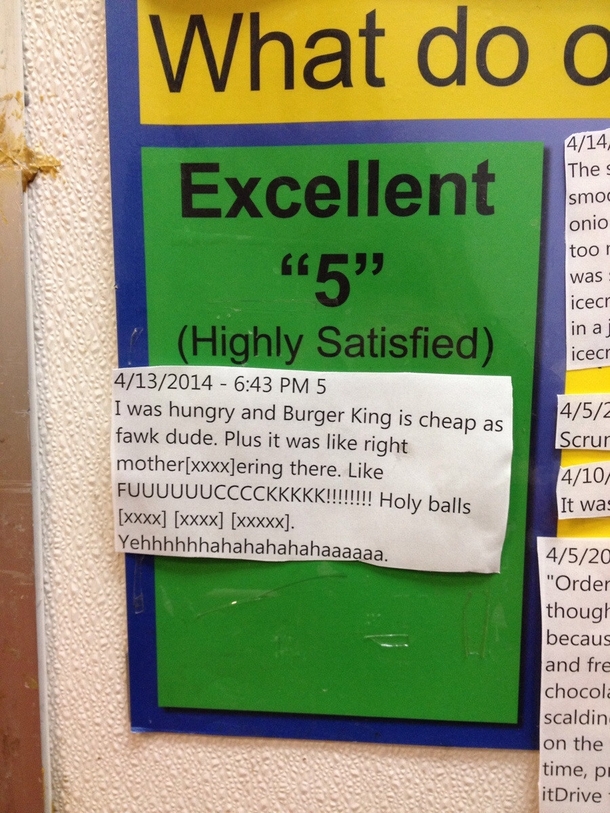 What do o
Excellent
“5”
(Highly Satisfied)
4/13/2014 - 6:43 PM 5
I was hungry and Burger King is cheap as
fawk dude. Plus it was like right
mother[xxxx]ering there. Like
FUUUUUUCCCCKKKKK!!!!!!!! Holy balls
[xxxx] [xxxx] [xxxxx].
Yehhhhhhahahahahahaaaaaa.
4/14/
The s
smoo
onio
too
was
icecr
in a j
icecr
4/5/2
Scrum
4/10/
It was
4/5/20
"Order
though
becaus
and fre
chocola
scaldin
on the
time, p
itDrive